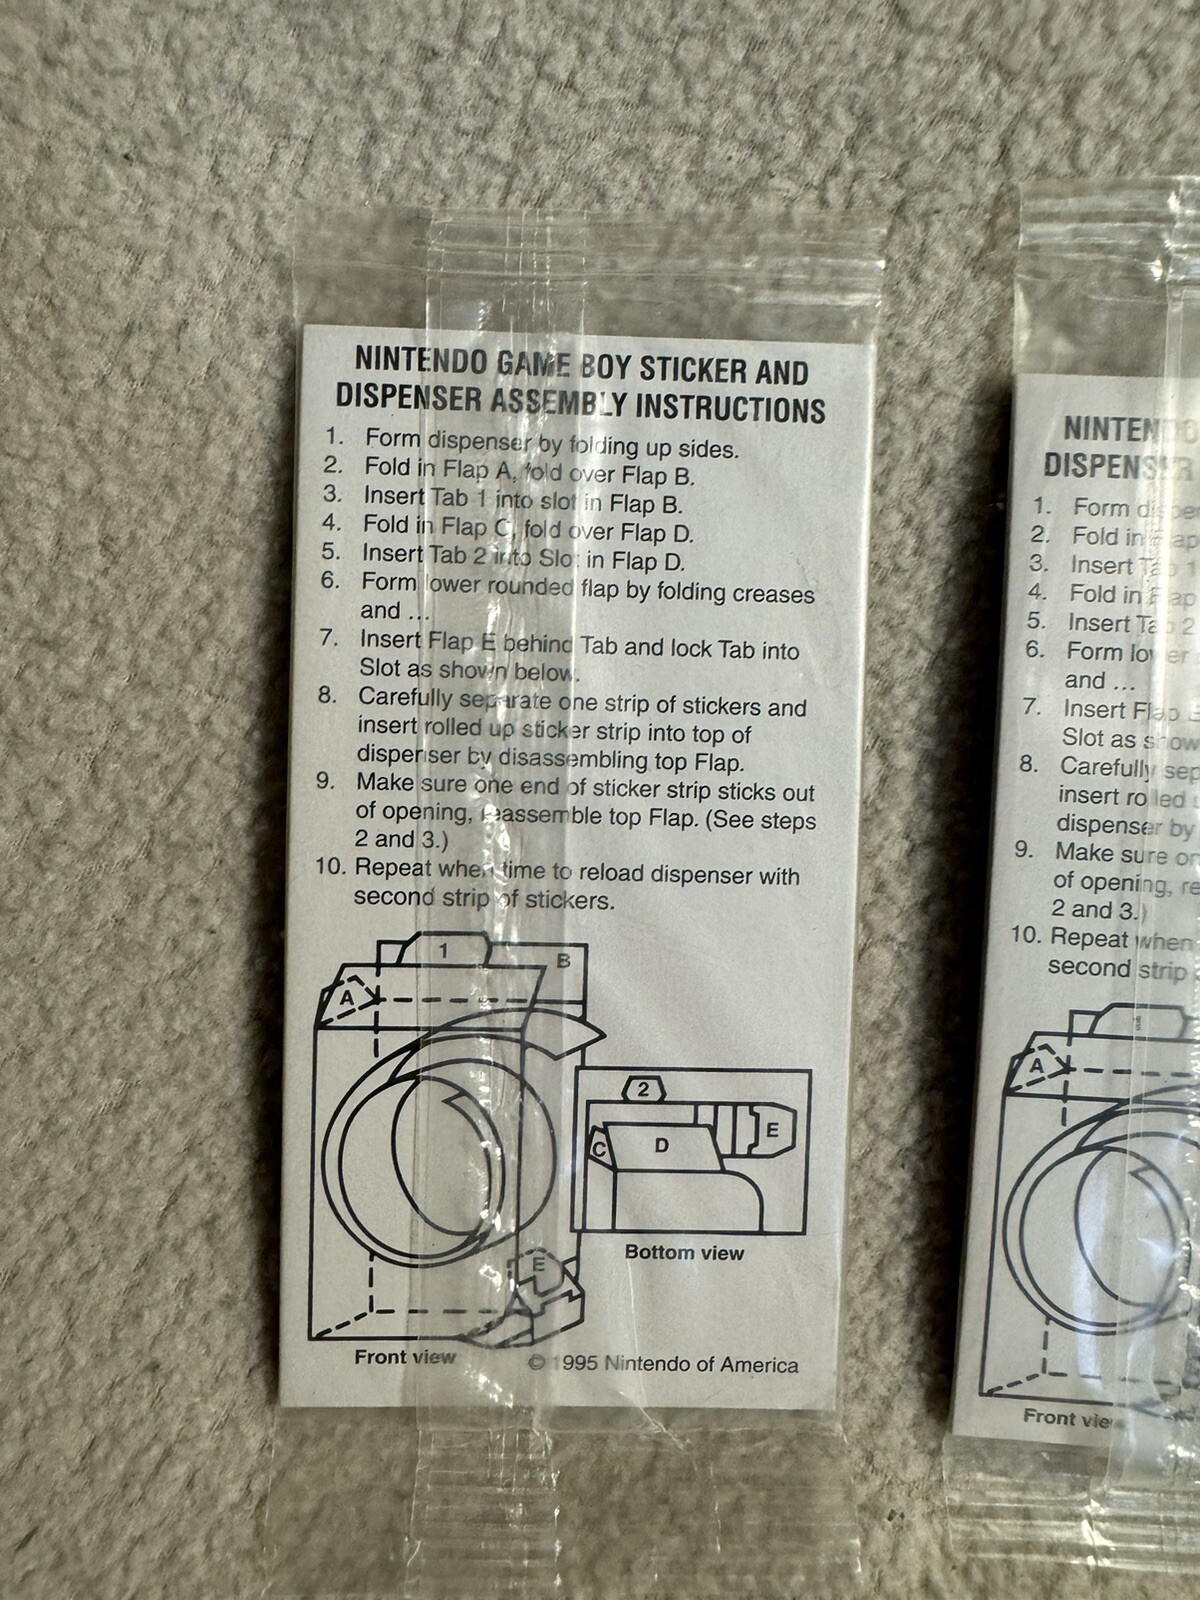 NINTENDO GAME BOY STICKER AND
DISPENSER ASSEMBLY INSTRUCTIONS
1. Form dispenser by folding up sides.
2. Fold in Flap A, fold over Flap B.
3. Insert Tab 1 into slot in Flap B.
4. Fold in Flap C, fold over Flap D.
5. Insert Tab 2 into Slot in Flap D.
6. Form lower rounded flap by folding creases
and ...
7. Insert Flap E behind Tab and lock Tab into
Slot as shown below.
8. Carefully separate one strip of stickers and
insert rolled up sticker strip into top of
dispenser by disassembling top Flap.
9. Make sure one end of sticker strip sticks out
of opening, reassemble top Flap. (See steps
2 and 3.)
10. Repeat when time to reload dispenser with
second strip of stickers.
1
B
A
2
E
C
D
Bottom view
E
Front view
© 1995 Nintendo of America
1. Form
2. Fold in
3. Insert
4. Fold in
5. Insert
6. Form
and ...
7. Insert
Slot as
8. Carefully
insert
dispenser by
9. Make sure
of opening,
2 and 3.)
10. Repeat when
second strip
A
Front